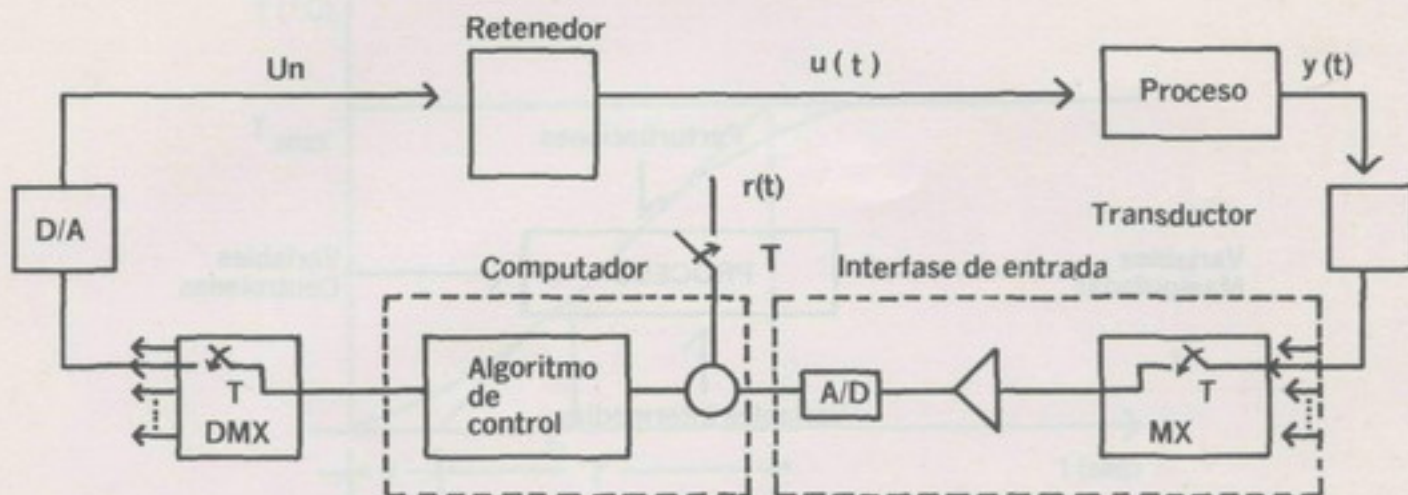 Retenedor
Un
u(t)
Proceso
y(t)
D/A
r(t)
T
Transductor
Computador
Interfase de entrada
Algoritmo
de
control
A/D
T
DMX
T
MX